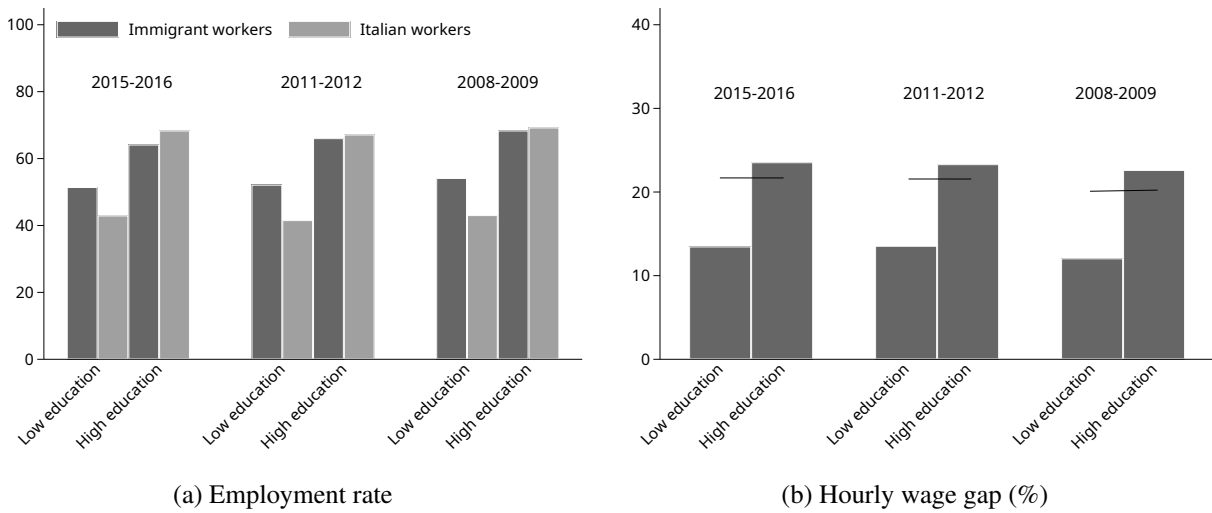 100
80
60
40
20
0
Immigrant workers
Italian workers
2015-2016
2011-2012
2008-2009
Low education
High education
Low education
High education
Low education
High education
(a) Employment rate
40
30
20
10
0
2015-2016
2011-2012
2008-2009
Low education
High education
Low education
High education
Low education
High education
(b) Hourly wage gap (%)